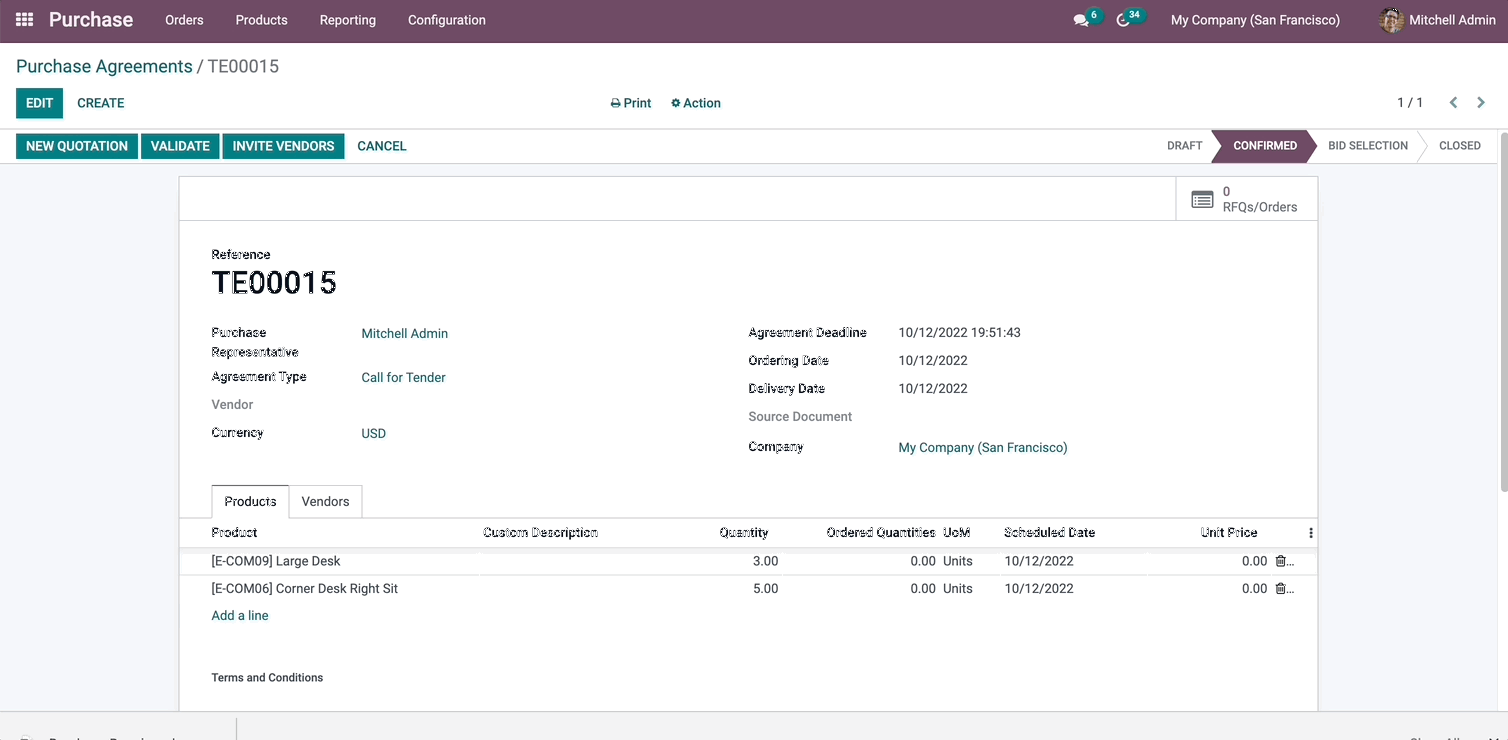 Purchase Orders Products Reporting Configuration 6 34 My Company (San Francisco) Mitchell Admin
Purchase Agreements / TE00015
EDIT CREATE Print Action 1 / 1
NEW QUOTATION VALIDATE INVITE VENDORS CANCEL DRAFT CONFIRMED BID SELECTION CLOSED
0
RFQs/Orders
Reference
TE00015
Purchase Representative Mitchell Admin
Agreement Type Call for Tender
Vendor
Currency USD
Agreement Deadline 10/12/2022 19:51:43
Ordering Date 10/12/2022
Delivery Date 10/12/2022
Source Document
Company My Company (San Francisco)
Products Vendors
Product Custom Description Quantity Ordered Quantities UoM Scheduled Date Unit Price
[E-COM09] Large Desk 3.00 0.00 Units 10/12/2022 0.00 ...
[E-COM06] Corner Desk Right Sit 5.00 0.00 Units 10/12/2022 0.00 ...
Add a line
Terms and Conditions